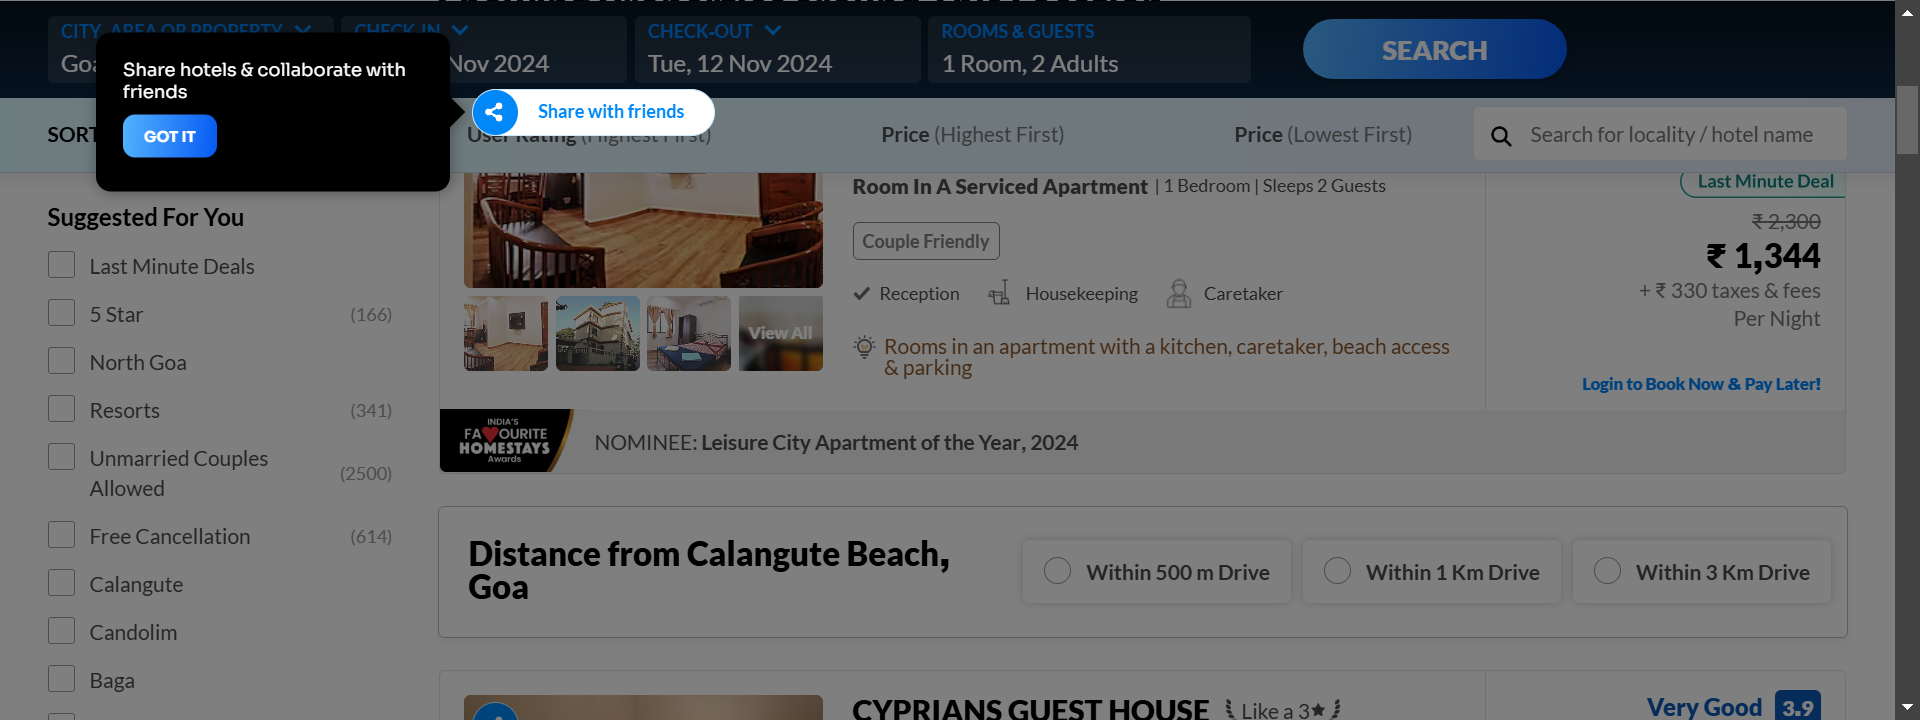 CITY, AREA OR PROPERTY
CHECK-IN
Goa
Nov 2024
CHECK-OUT
Tue, 12 Nov 2024
ROOMS & GUESTS
1 Room, 2 Adults
SEARCH
Share hotels & collaborate with
friends
GOT IT
Share with friends
SORT
User Rating (Highest First)
Price (Highest First)
Price (Lowest First)
Search for locality / hotel name
Suggested For You
Last Minute Deals
5 Star (166)
North Goa
Resorts (341)
Unmarried Couples
Allowed (2500)
Free Cancellation (614)
Calangute
Candolim
Baga
Room In A Serviced Apartment | 1 Bedroom | Sleeps 2 Guests
Couple Friendly
Reception
Housekeeping
Caretaker
View All
Rooms in an apartment with a kitchen, caretaker, beach access
& parking
Last Minute Deal
₹ 2,300
₹ 1,344
+ ₹ 330 taxes & fees
Per Night
Login to Book Now & Pay Later!
INDIA'S
FAVOURITE
HOMESTAYS
Awards
NOMINEE: Leisure City Apartment of the Year, 2024
Distance from Calangute Beach,
Goa
Within 500 m Drive
Within 1 Km Drive
Within 3 Km Drive
CYPRIANS GUEST HOUSE
Like a 3
Very Good 3.9